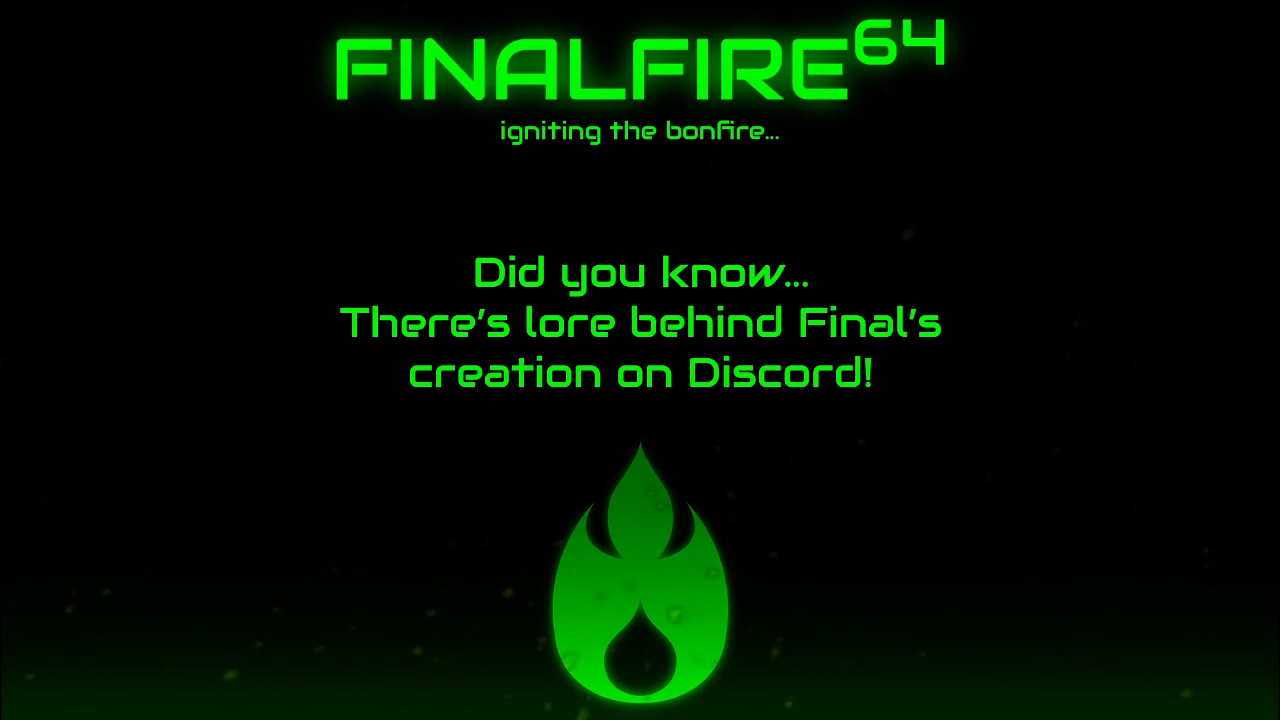 FINALFIRE64
igniting the bonfire...
Did you know...
There's lore behind Final's
creation on Discord!